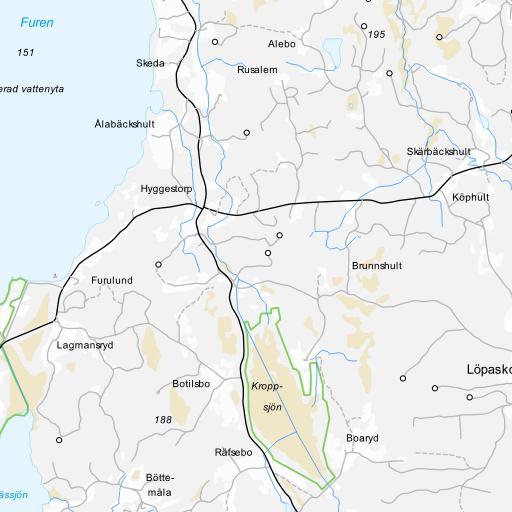 Furen
151
erad vattenyta
Skeda
Alebo
195
Rusalem
Ålabäckshult
Skärbäckshult
Hyggestorp
Köphult
Brunnshult
Furulund
Lagmansryd
Botilsbo
Kropp-
sjön
Löpasko
188
Boaryd
Råfsebo
Bötte-
måla
ässjön